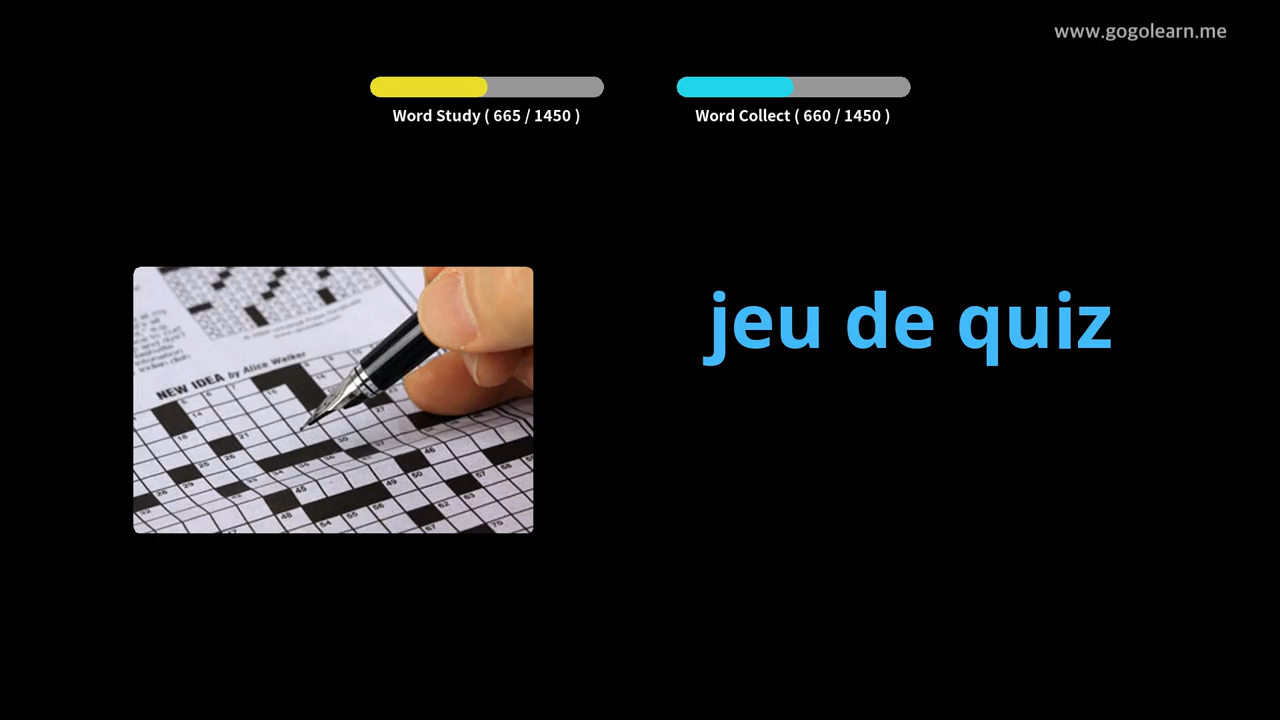 www.gogolearn.me
Word Study ( 665 / 1450 )
Word Collect ( 660 / 1450 )
jeu de quiz
NEW IDEA by Alice Walker